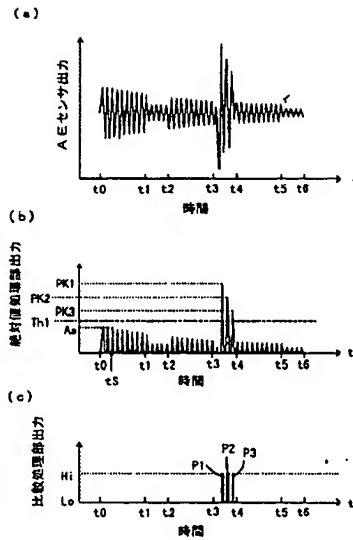 (a)
AEセンサ出力
t0 t1 t2 t3 t4 t5 t6 t
時間
(b)
絶対値処理部出力
PK1
PK2
PK3
Th1
Aa
t0 t1 t2 t3 t4 t5 t6 t
tS
時間
(c)
比較処理部出力
P1 P2 P3
Hi
Lo
t0 t1 t2 t3 t4 t5 t6 t
時間